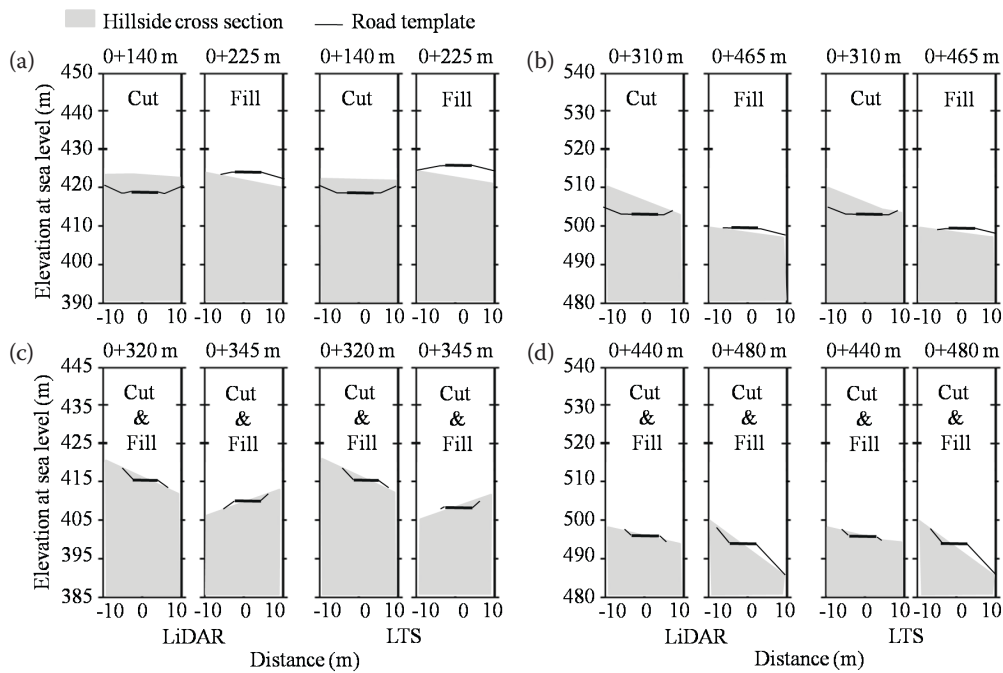 Hillside cross section — Road template
(a) 0+140 m 0+225 m 0+140 m 0+225 m
Elevation at sea level (m)
450
440
430
420
410
400
390
Cut Fill Cut Fill
-10 0 10 -10 0 10 -10 0 10 -10 0 10
(b) 0+310 m 0+465 m 0+310 m 0+465 m
540
530
520
510
500
490
480
Cut Fill Cut Fill
-10 0 10 -10 0 10 -10 0 10 -10 0 10
(c) 0+320 m 0+345 m 0+320 m 0+345 m
Elevation at sea level (m)
445
435
425
415
405
395
385
Cut Cut Cut Cut
& & & &
Fill Fill Fill Fill
-10 0 10 -10 0 10 -10 0 10 -10 0 10
LiDAR LTS
Distance (m)
(d) 0+440 m 0+480 m 0+440 m 0+480 m
540
530
520
510
500
490
480
Cut Cut Cut Cut
& & & &
Fill Fill Fill Fill
-10 0 10 -10 0 10 -10 0 10 -10 0 10
LiDAR LTS
Distance (m)